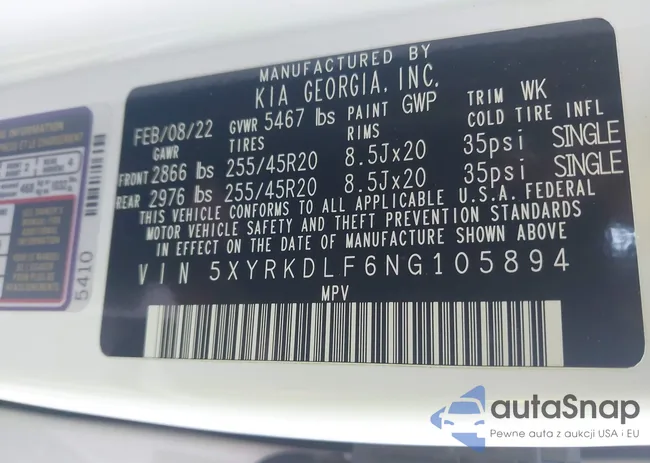 MANUFACTURED BY
KIA GEORGIA, INC.
FEB/08/22 GVWR 5467 lbs PAINT GWP TRIM WK
GAWR TIRES RIMS COLD TIRE INFL
FRONT 2866 lbs 255/45R20 8.5Jx20 35psi SINGLE
REAR 2976 lbs 255/45R20 8.5Jx20 35psi SINGLE
THIS VEHICLE CONFORMS TO ALL APPLICABLE U.S.A. FEDERAL
MOTOR VEHICLE SAFETY AND THEFT PREVENTION STANDARDS
IN EFFECT ON THE DATE OF MANUFACTURE SHOWN ABOVE
VIN 5XYRKDLF6NG105894
MPV
INFORMATION
5410
autaSnap
Pewne auta z aukcji USA i EU